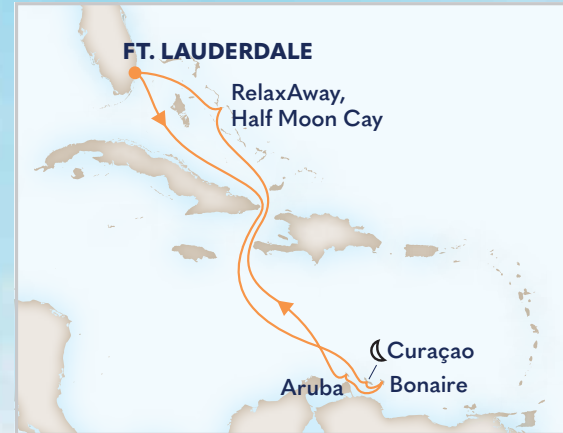 FT. LAUDERDALE
RelaxAway,
Half Moon Cay
Curaçao
Aruba
Bonaire